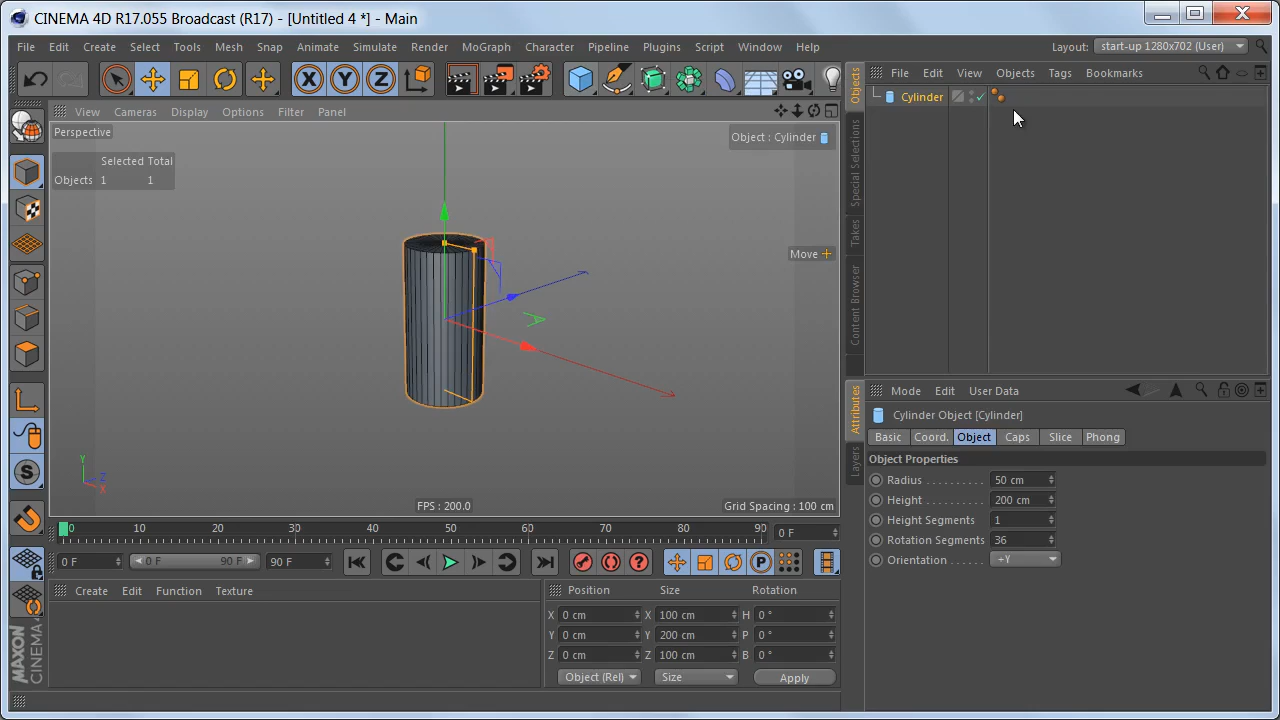 CINEMA 4D R17.055 Broadcast (R17) - [Untitled 4 *] - Main
File Edit Create Select Tools Mesh Snap Animate Simulate Render MoGraph Character Pipeline Plugins Script Window Help Layout: start-up 1280x702 (User)
X Y Z
File Edit View Objects Tags Bookmarks
Cylinder
Objects
Special Selections
Takes
Content Browser
View Cameras Display Options Filter Panel
Perspective
Object : Cylinder
Selected Total
Objects 1 1
Move
Y
Z
X
FPS : 200.0
Grid Spacing : 100 cm
Attributes
Layers
Mode Edit User Data
Cylinder Object [Cylinder]
Basic Coord. Object Caps Slice Phong
Object Properties
Radius . . . . . . . . . . 50 cm
Height . . . . . . . . . . 200 cm
Height Segments 1
Rotation Segments 36
Orientation . . . . . . +Y
0 10 20 30 40 50 60 70 80 90 0 F
0 F 0 F 90 F 90 F
P
S
Create Edit Function Texture
Position Size Rotation
X 0 cm X 100 cm H 0 °
Y 0 cm Y 200 cm P 0 °
Z 0 cm Z 100 cm B 0 °
Object (Rel) Size Apply
MAXON
CINEMA 4D